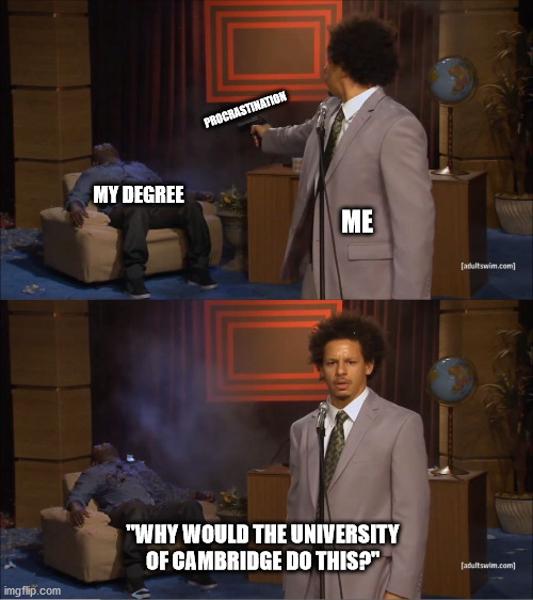 PROCRASTINATION
MY DEGREE
ME
[adultswim.com]
"WHY WOULD THE UNIVERSITY
OF CAMBRIDGE DO THIS?"
[adultswim.com]
imgflip.com